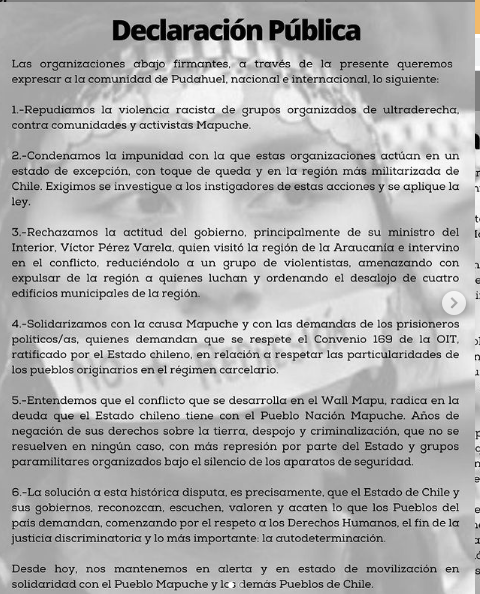 Declaración Pública
Las organizaciones abajo firmantes, a través de la presente queremos
expresar a la comunidad de Pudahuel, nacional e internacional, lo siguiente:
1.-Repudiamos la violencia racista de grupos organizados de ultraderecha,
contra comunidades y activistas Mapuche.
2.-Condenamos la impunidad con la que estas organizaciones actúan en un
estado de excepción, con toque de queda y en la región más militarizada de
Chile. Exigimos se investigue a los instigadores de estas acciones y se aplique la
ley.
3.-Rechazamos la actitud del gobierno, principalmente de su ministro del
Interior, Víctor Pérez Varela, quien visitó la región de la Araucanía e intervino
en el conflicto, reduciéndolo a un grupo de violentistas, amenazando con
expulsar de la región a quienes luchan y ordenando el desalojo de cuatro
edificios municipales de la región.
4.-Solidarizamos con la causa Mapuche y con las demandas de los prisioneros
políticos/as, quienes demandan que se respete el Convenio 169 de la OIT,
ratificado por el Estado chileno, en relación a respetar las particularidades de
los pueblos originarios en el régimen carcelario.
5.-Entendemos que el conflicto que se desarrolla en el Wall Mapu, radica en la
deuda que el Estado chileno tiene con el Pueblo Nación Mapuche. Años de
negación de sus derechos sobre la tierra, despojo y criminalización, que no se
resuelven en ningún caso, con más represión por parte del Estado y grupos
paramilitares organizados bajo el silencio de los aparatos de seguridad.
6.-La solución a esta histórica disputa, es precisamente, que el Estado de Chile y
sus gobiernos, reconozcan, escuchen, valoren y acaten lo que los Pueblos del
país demandan, comenzando por el respeto a los Derechos Humanos, el fin de la
justicia discriminatoria y lo más importante: la autodeterminación.
Desde hoy, nos mantenemos en alerta y en estado de movilización en
solidaridad con el Pueblo Mapuche y los demás Pueblos de Chile.